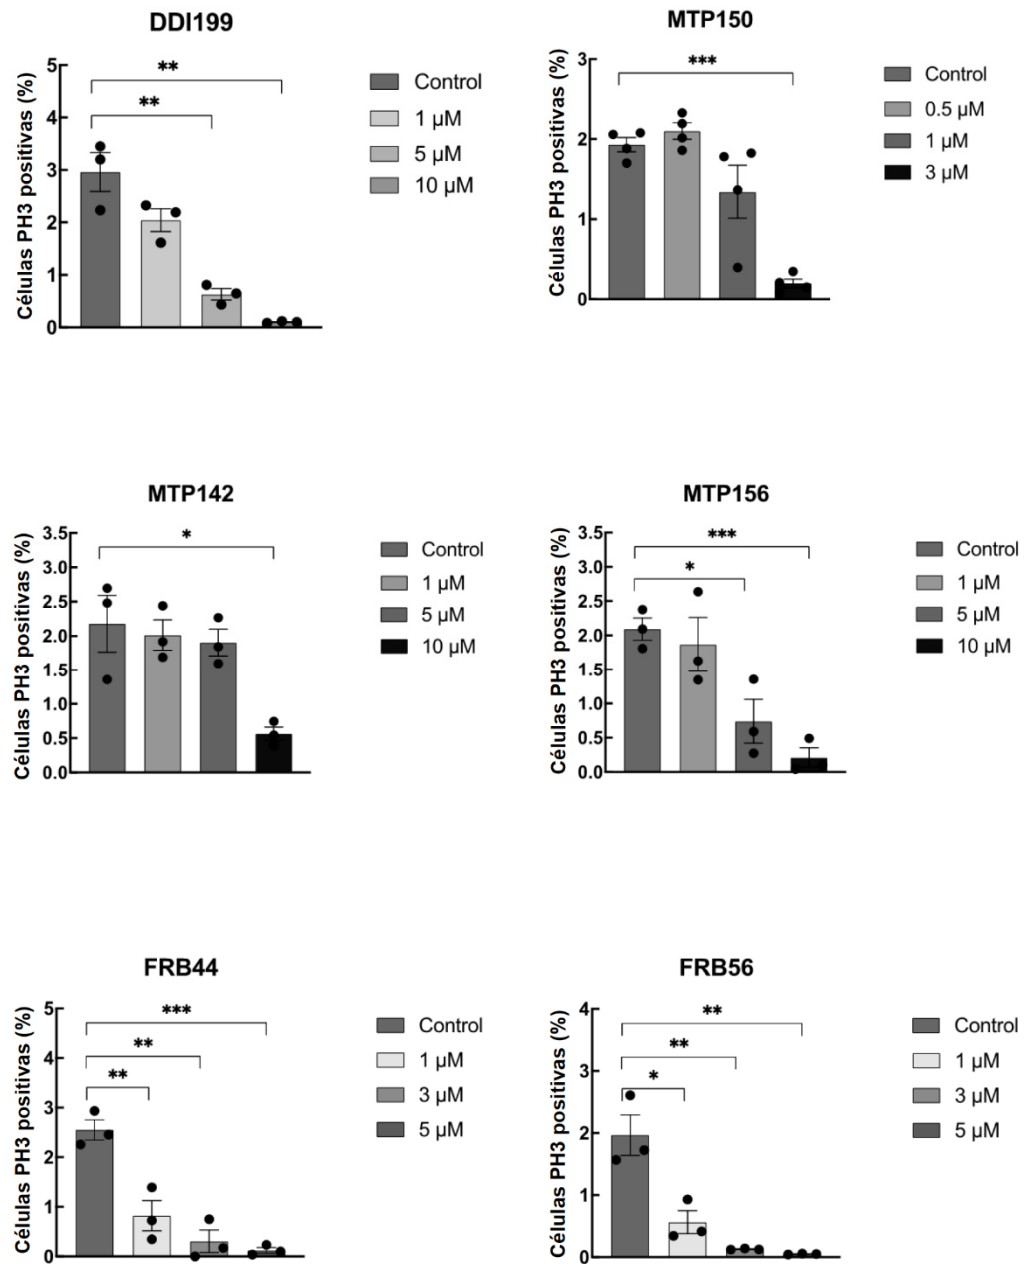 DDI199
Células PH3 positivas (%)
5
4
3
2
1
0
**
**
Control
1 µM
5 µM
10 µM
MTP150
Células PH3 positivas (%)
3
2
1
0
***
Control
0.5 µM
1 µM
3 µM
MTP142
Células PH3 positivas (%)
3.5
3.0
2.5
2.0
1.5
1.0
0.5
0.0
*
Control
1 µM
5 µM
10 µM
MTP156
Células PH3 positivas (%)
3.5
3.0
2.5
2.0
1.5
1.0
0.5
0.0
***
*
Control
1 µM
5 µM
10 µM
FRB44
Células PH3 positivas (%)
5
4
3
2
1
0
***
**
**
Control
1 µM
3 µM
5 µM
FRB56
Células PH3 positivas (%)
4
3
2
1
0
**
**
*
Control
1 µM
3 µM
5 µM